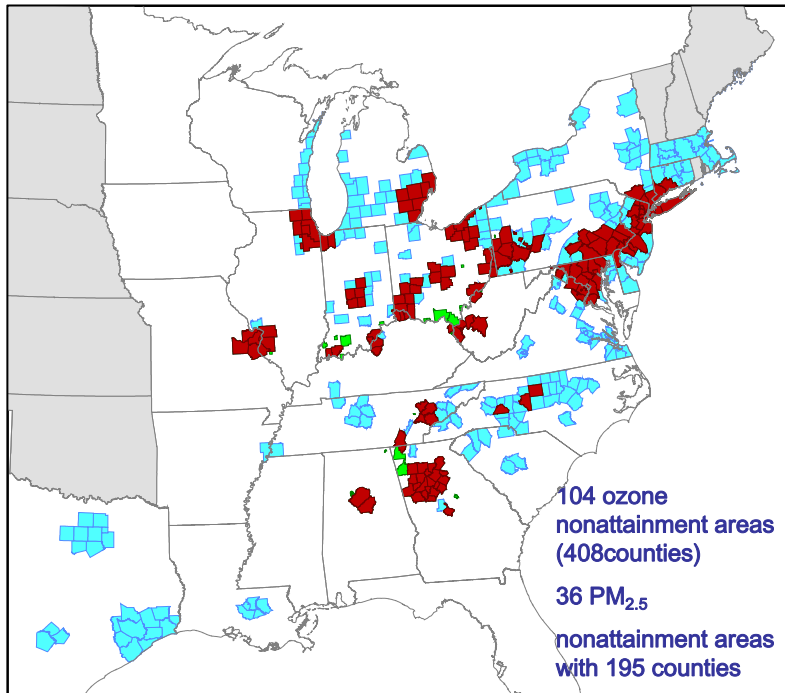 104 ozone
nonattainment areas
(408counties)
36 PM2.5
nonattainment areas
with 195 counties